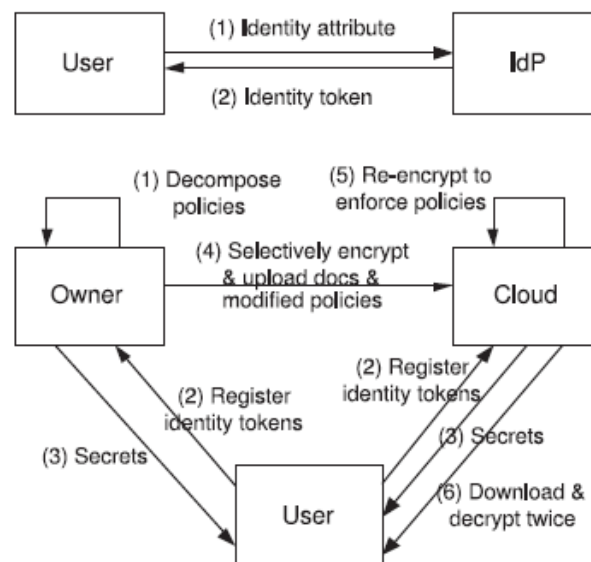 (1) Identity attribute
User
IdP
(2) Identity token
(1) Decompose
policies
(5) Re-encrypt to
enforce policies
(4) Selectively encrypt
& upload docs &
modified policies
Owner
Cloud
(2) Register
identity tokens
(2) Register
identity tokens
(3) Secrets
(3) Secrets
(6) Download &
decrypt twice
User